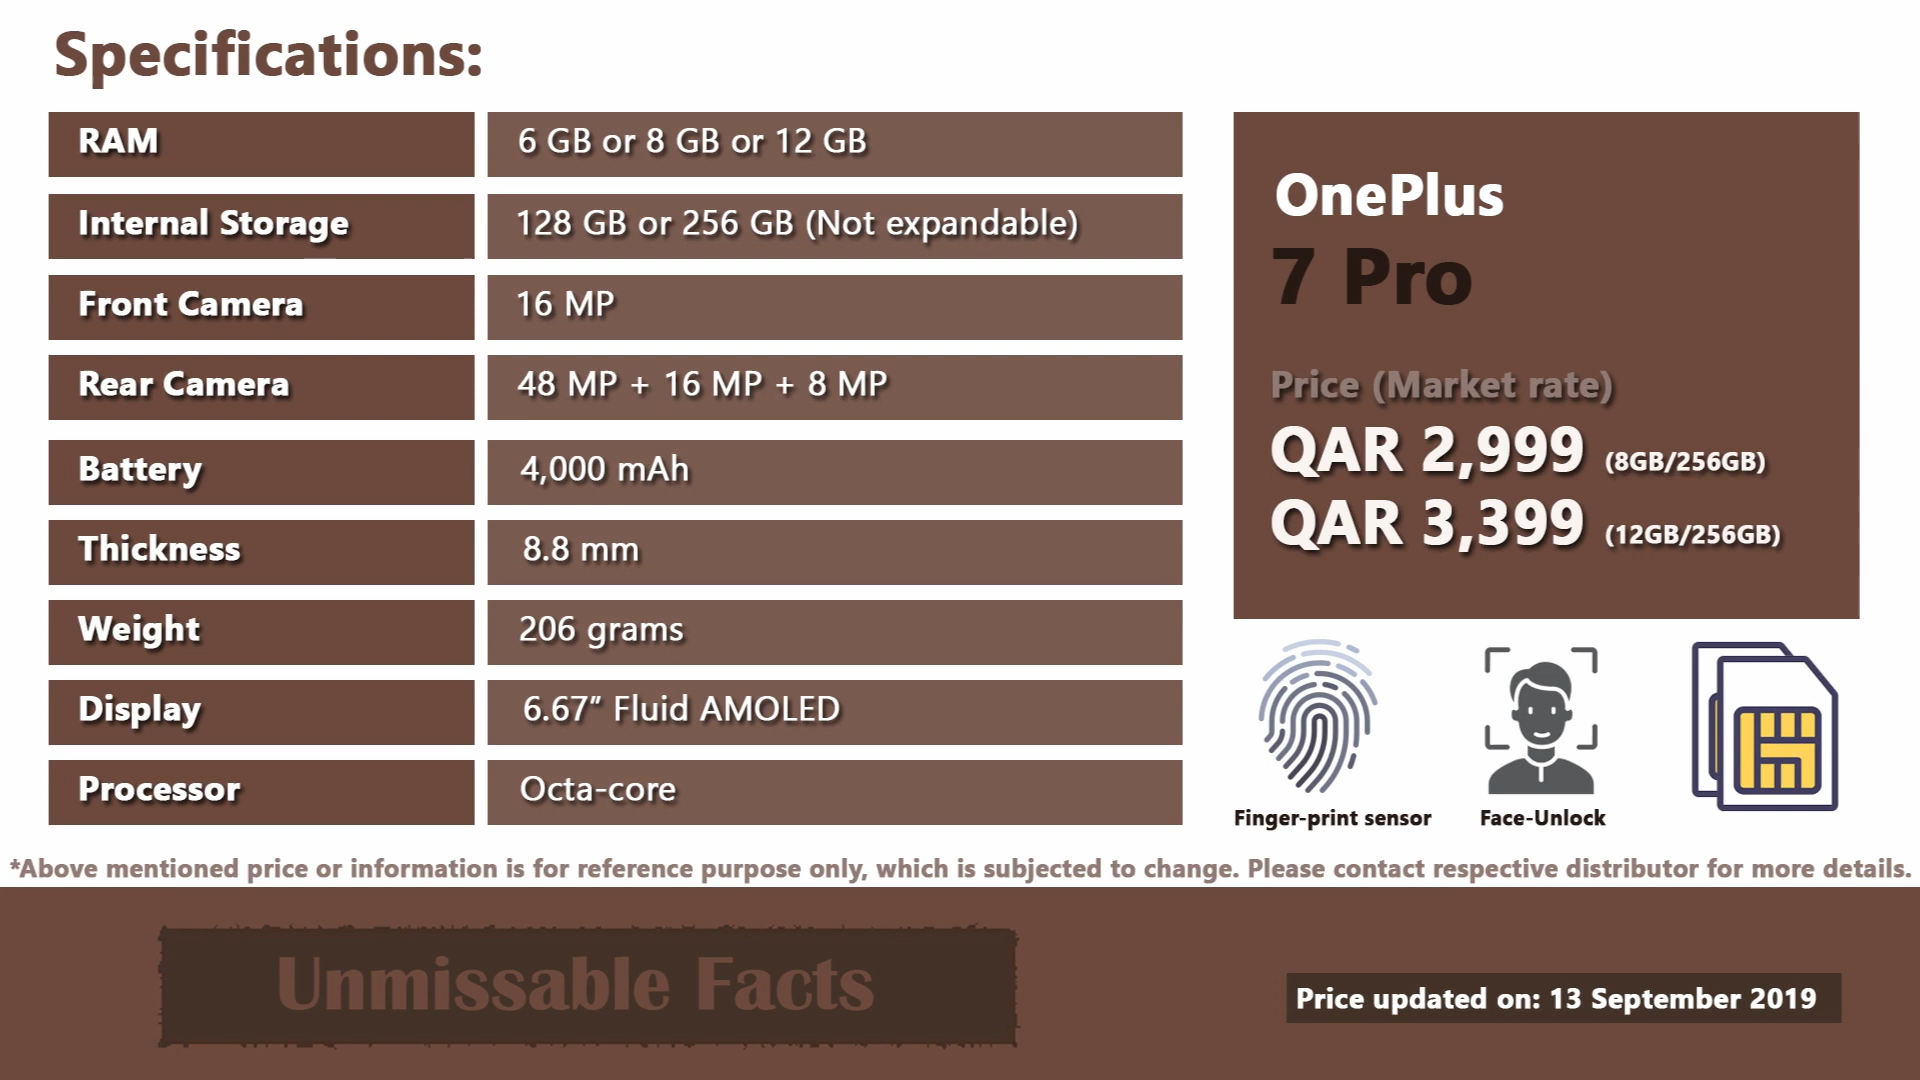 Specifications:
RAM 6 GB or 8 GB or 12 GB
Internal Storage 128 GB or 256 GB (Not expandable)
Front Camera 16 MP
Rear Camera 48 MP + 16 MP + 8 MP
Battery 4,000 mAh
Thickness 8.8 mm
Weight 206 grams
Display 6.67” Fluid AMOLED
Processor Octa-core
OnePlus
7 Pro
Price (Market rate)
QAR 2,999 (8GB/256GB)
QAR 3,399 (12GB/256GB)
Finger-print sensor
Face-Unlock
*Above mentioned price or information is for reference purpose only, which is subjected to change. Please contact respective distributor for more details.
Unmissable Facts
Price updated on: 13 September 2019